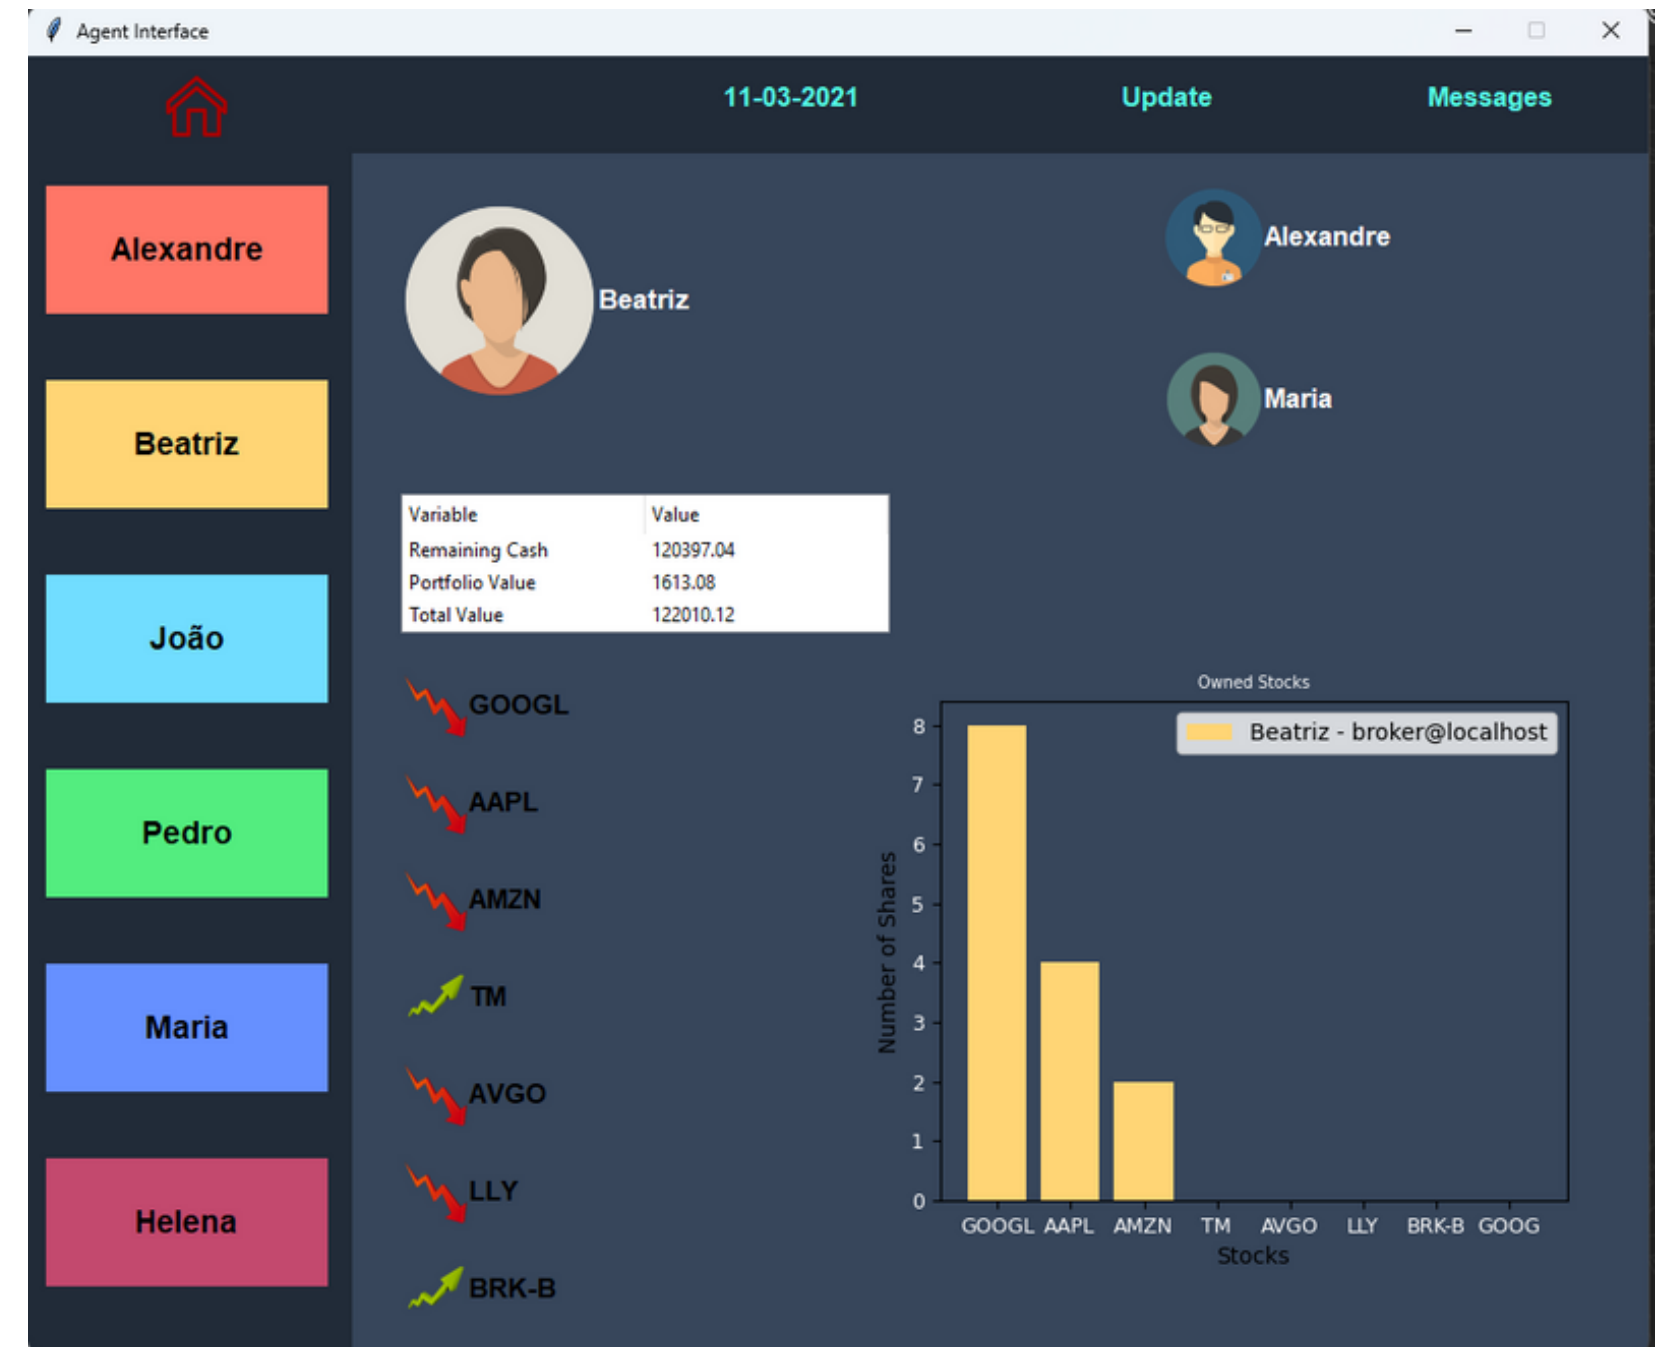 Agent Interface
11-03-2021 Update Messages
Alexandre
Beatriz
João
Pedro
Maria
Helena
Beatriz
Alexandre
Maria
Variable Value
Remaining Cash 120397.04
Portfolio Value 1613.08
Total Value 122010.12
GOOGL
AAPL
AMZN
TM
AVGO
LLY
BRK-B
Owned Stocks
Beatriz - broker@localhost
Number of Shares
8
7
6
5
4
3
2
1
0
GOOGL AAPL AMZN TM AVGO LLY BRK-B GOOG
Stocks